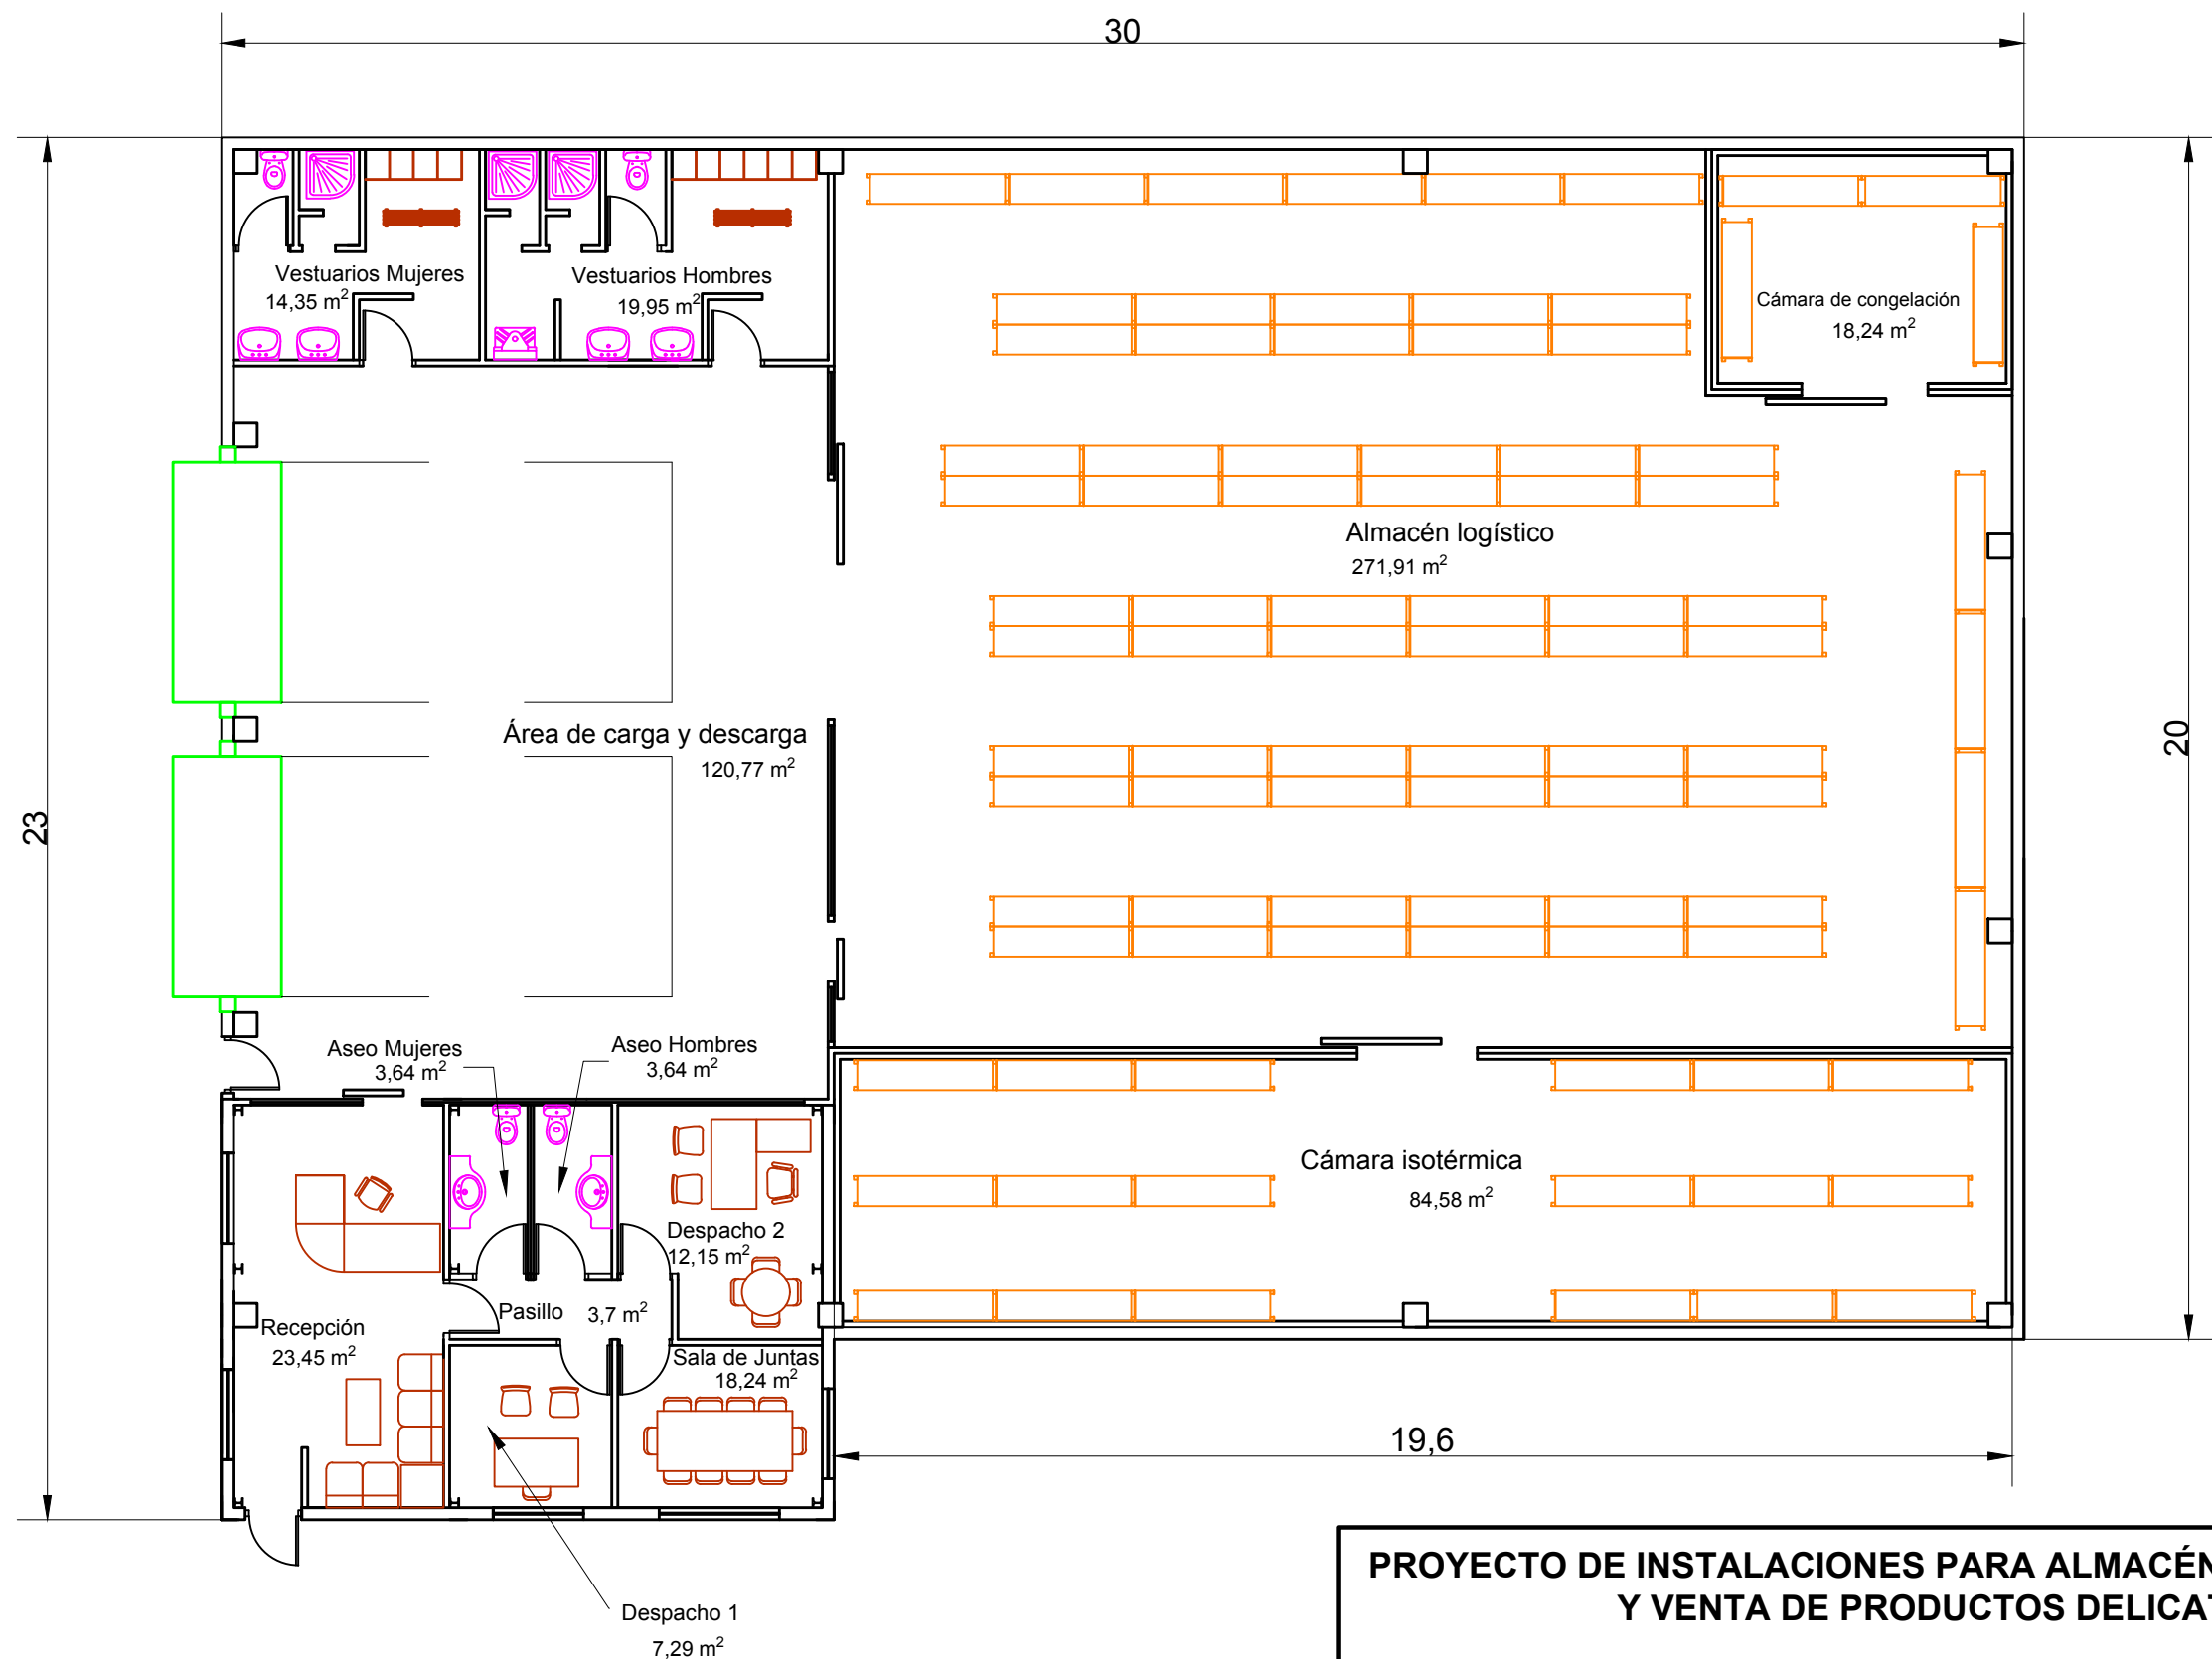 30
Vestuarios Mujeres
14,35 m²
Vestuarios Hombres
19,95 m²
Cámara de congelación
18,24 m²
Almacén logístico
271,91 m²
Área de carga y descarga
120,77 m²
23
20
Aseo Mujeres
3,64 m²
Aseo Hombres
3,64 m²
Cámara isotérmica
84,58 m²
Despacho 2
12,15 m²
Pasillo 3,7 m²
Recepción
23,45 m²
Sala de Juntas
18,24 m²
19,6
Despacho 1
7,29 m²
PROYECTO DE INSTALACIONES PARA ALMACÉN
Y VENTA DE PRODUCTOS DELICAT